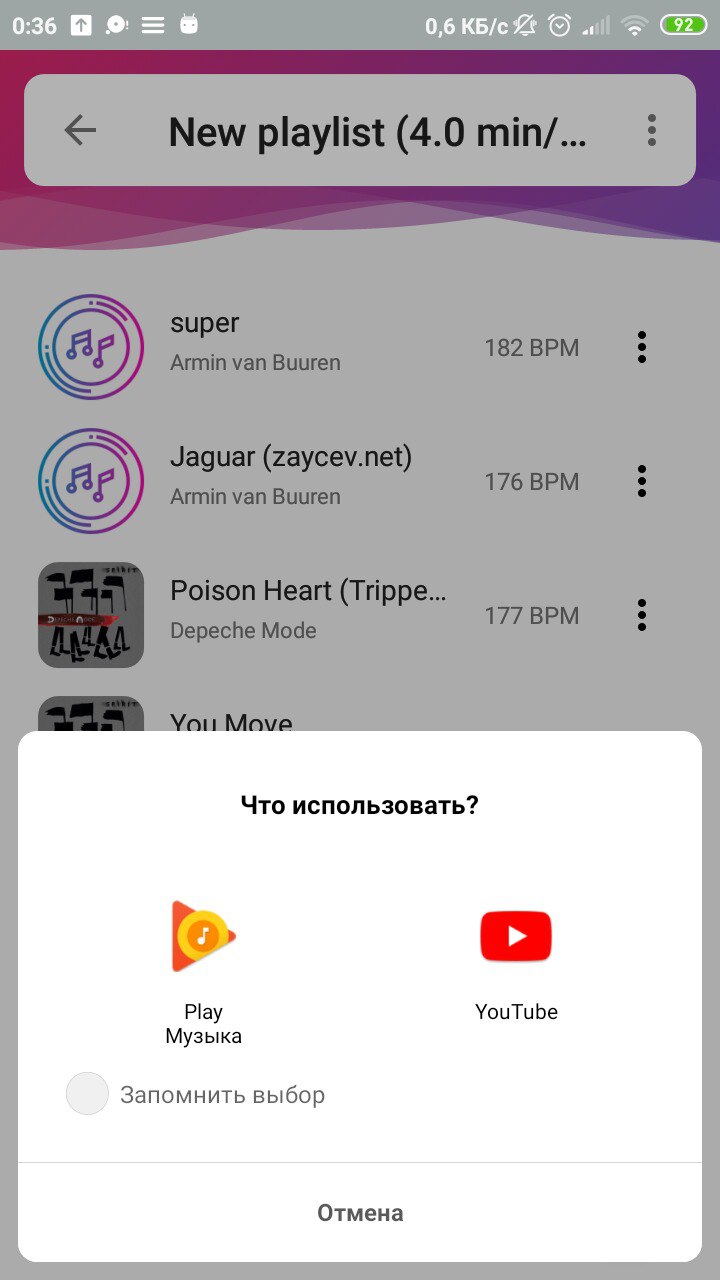 0:36
0,6 КБ/с
92
New playlist (4.0 min/...
super
Armin van Buuren
182 BPM
Jaguar (zaycev.net)
Armin van Buuren
176 BPM
DEPECHE MODE
Poison Heart (Trippe...
Depeche Mode
177 BPM
You Move
Что использовать?
Play
Музыка
YouTube
Запомнить выбор
Отмена